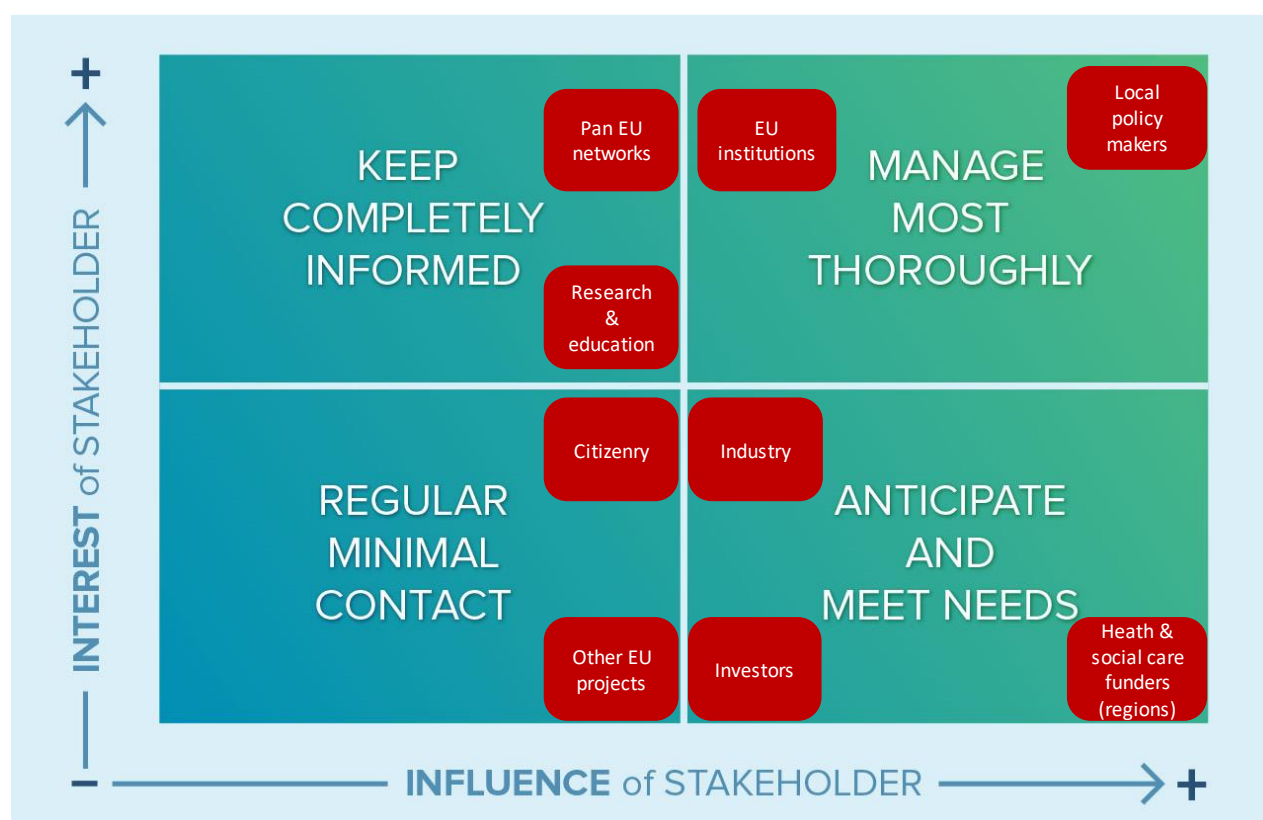 +
INTEREST of STAKEHOLDER
KEEP
COMPLETELY
INFORMED
Pan EU
networks
Research
&
education
EU
institutions
MANAGE
MOST
THOROUGHLY
Local
policy
makers
REGULAR
MINIMAL
CONTACT
Citizenry
Other EU
projects
Industry
Investors
ANTICIPATE
AND
MEET NEEDS
Heath &
social care
funders
(regions)
–
INFLUENCE of STAKEHOLDER
+